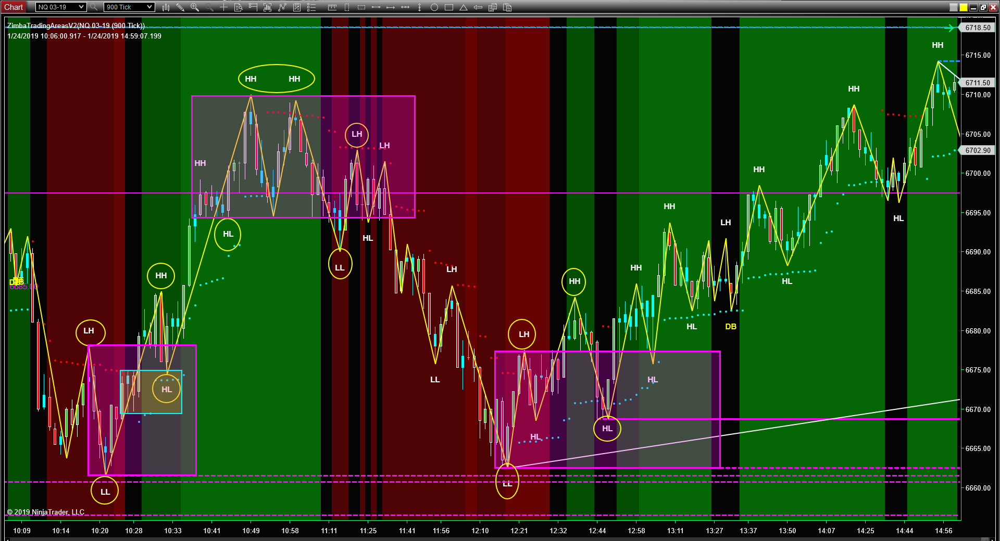 Chart NQ 03-19 900 Tick
ZimbaTradingAreasV2(NQ 03-19 (900 Tick))
1/24/2019 10:06:00.917 - 1/24/2019 14:59:07.199
6718.50
HH
6715.00
HH HH
6711.50
HH
6710.00
LH
6705.00
LH
6702.90
HH
HH
6700.00
HH
LH
6695.00
HL
HL
HL
6690.00
LL
HH
LH
HH
HH
HL
6685.00
6685.00
LH
LH
HL
DB
6680.00
6675.00
LL
HL
HL
6670.00
HL
HL
6665.00
LL
LL
6660.00
© 2019 NinjaTrader, LLC
10:09 10:14 10:20 10:28 10:33 10:41 10:49 10:58 11:11 11:25 11:41 11:56 12:10 12:21 12:32 12:44 12:58 13:11 13:27 13:37 13:50 14:07 14:25 14:44 14:56